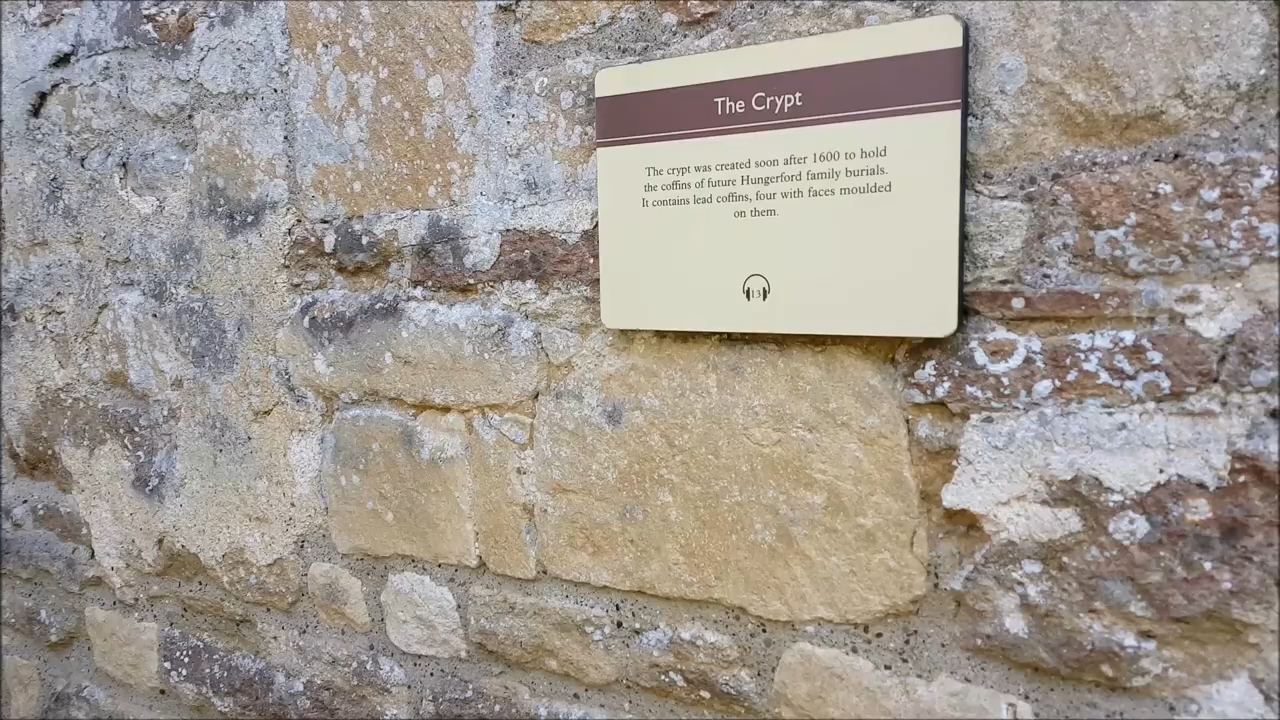 The Crypt
The crypt was created soon after 1600 to hold
the coffins of future Hungerford family burials.
It contains lead coffins, four with faces moulded
on them.
13